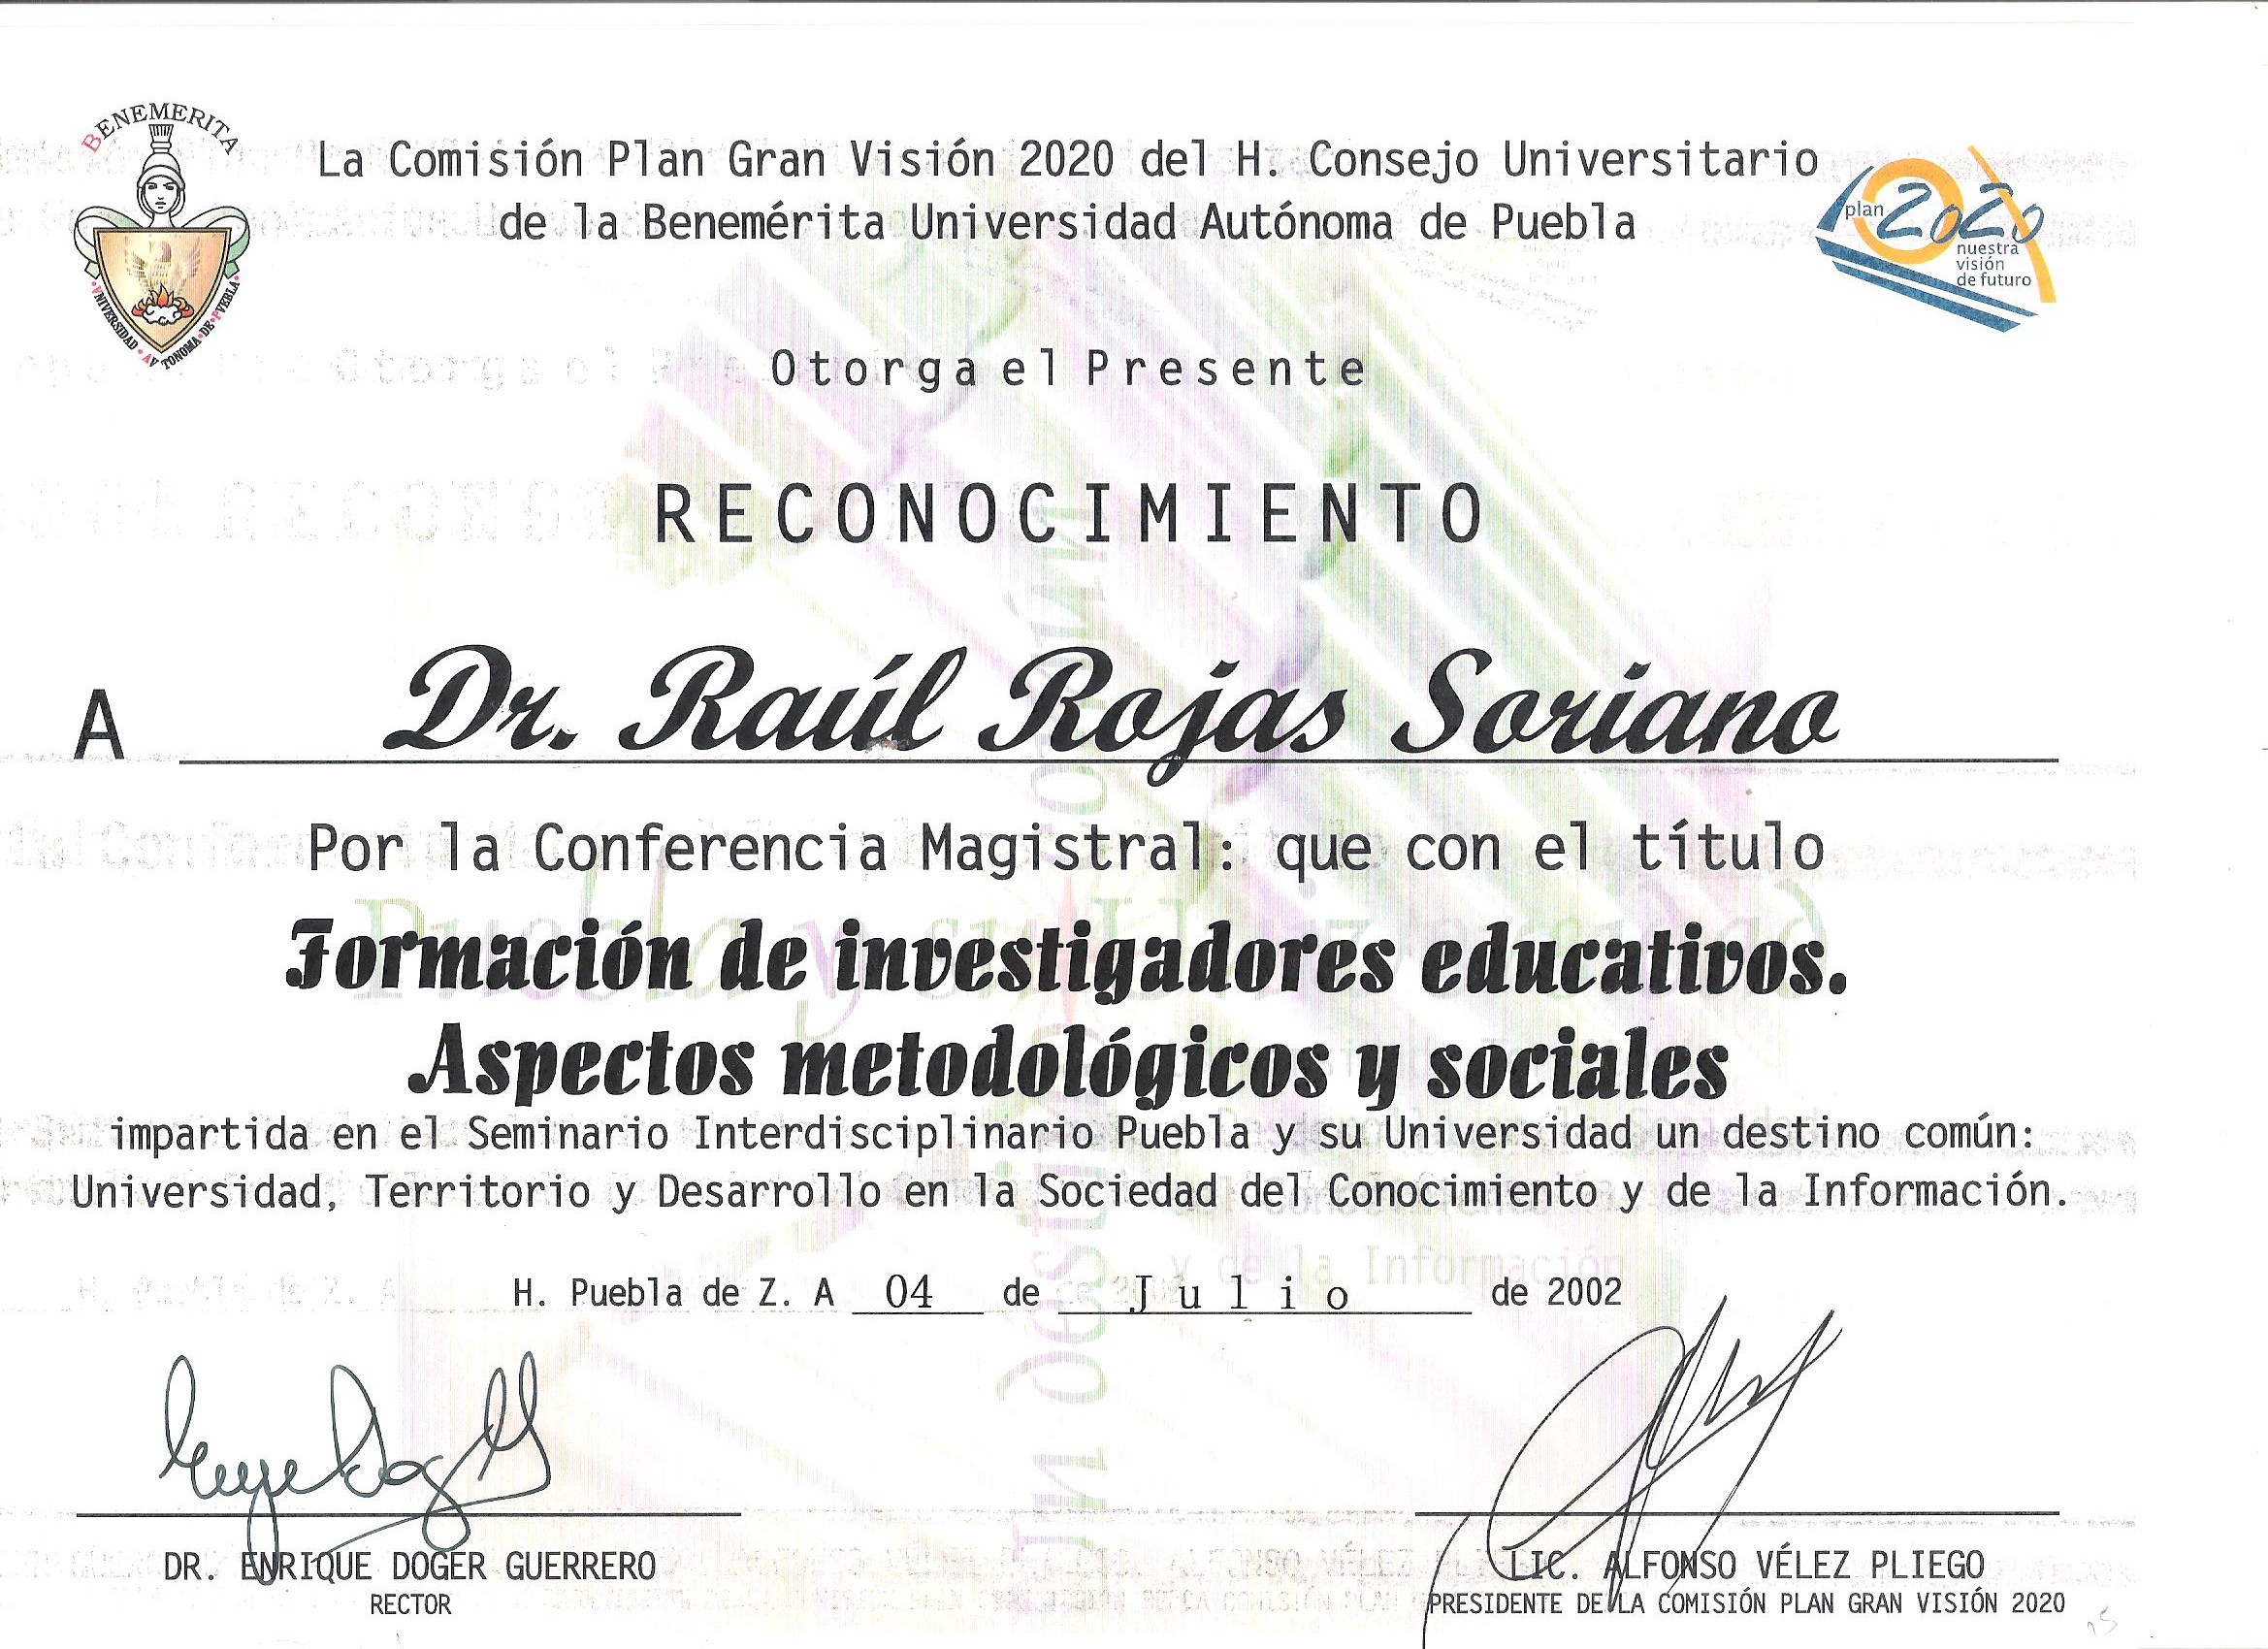 BENEMERITA
UNIVERSIDAD AUTONOMA DE PUEBLA
La Comisión Plan Gran Visión 2020 del H. Consejo Universitario
de la Benemérita Universidad Autónoma de Puebla
plan 2020
nuestra
visión
de futuro
Otorga el Presente
RECONOCIMIENTO
A Dr. Raúl Rojas Soriano
Por la Conferencia Magistral: que con el título
Formación de investigadores educativos.
Aspectos metodológicos y sociales
impartida en el Seminario Interdisciplinario Puebla y su Universidad un destino común:
Universidad, Territorio y Desarrollo en la Sociedad del Conocimiento y de la Información.
H. Puebla de Z. A 04 de Julio de 2002
DR. ENRIQUE DOGER GUERRERO
RECTOR
LIC. ALFONSO VÉLEZ PLIEGO
PRESIDENTE DE LA COMISIÓN PLAN GRAN VISIÓN 2020